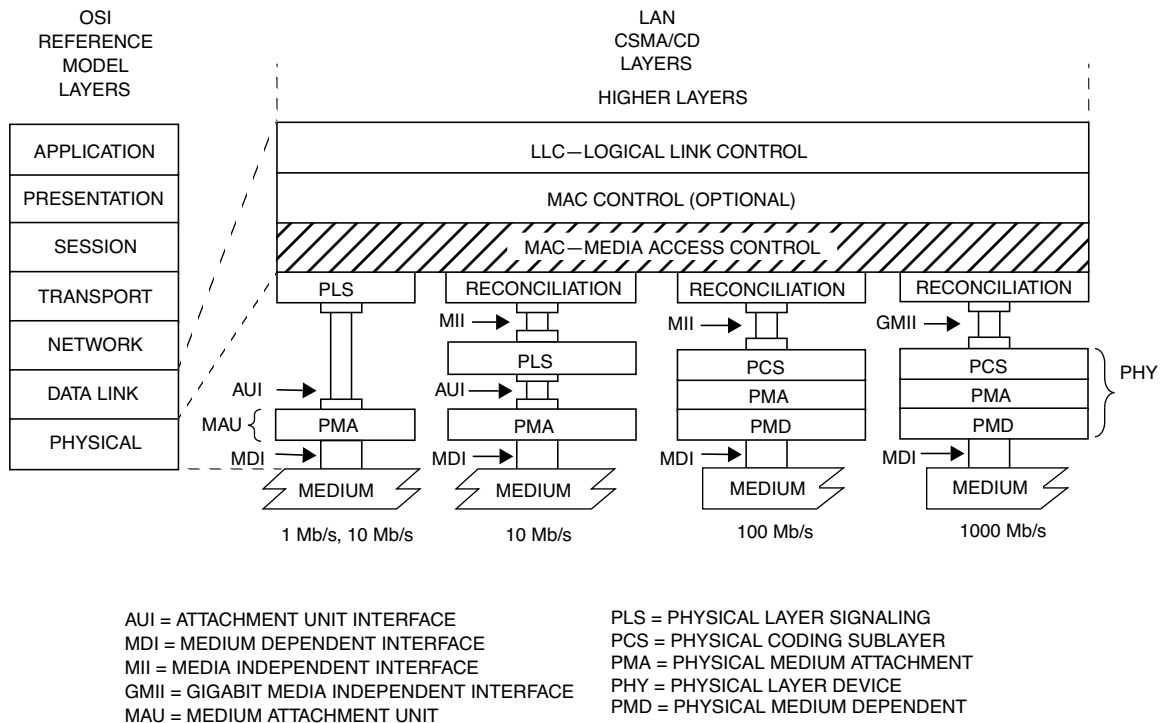 OSI
REFERENCE
MODEL
LAYERS
LAN
CSMA/CD
LAYERS
HIGHER LAYERS
APPLICATION
PRESENTATION
SESSION
TRANSPORT
NETWORK
DATA LINK
PHYSICAL
LLC—LOGICAL LINK CONTROL
MAC CONTROL (OPTIONAL)
MAC—MEDIA ACCESS CONTROL
PLS
AUI
MAU
PMA
MDI
MEDIUM
1 Mb/s, 10 Mb/s
RECONCILIATION
MII
PLS
AUI
PMA
MDI
MEDIUM
10 Mb/s
RECONCILIATION
MII
PCS
PMA
PMD
MDI
MEDIUM
100 Mb/s
RECONCILIATION
GMII
PCS
PMA
PMD
PHY
MDI
MEDIUM
1000 Mb/s
AUI = ATTACHMENT UNIT INTERFACE
MDI = MEDIUM DEPENDENT INTERFACE
MII = MEDIA INDEPENDENT INTERFACE
GMII = GIGABIT MEDIA INDEPENDENT INTERFACE
MAU = MEDIUM ATTACHMENT UNIT
PLS = PHYSICAL LAYER SIGNALING
PCS = PHYSICAL CODING SUBLAYER
PMA = PHYSICAL MEDIUM ATTACHMENT
PHY = PHYSICAL LAYER DEVICE
PMD = PHYSICAL MEDIUM DEPENDENT